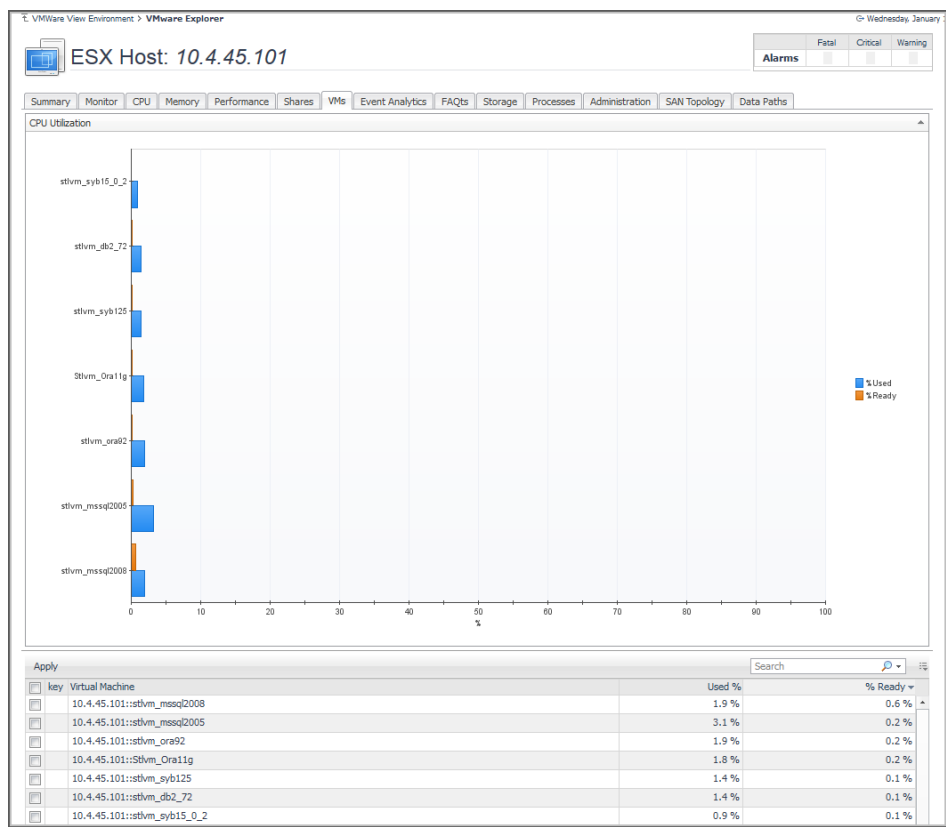 VMWare View Environment > VMware Explorer
Wednesday, January
ESX Host: 10.4.45.101
Fatal Critical Warning
Alarms
Summary Monitor CPU Memory Performance Shares VMs Event Analytics FAQts Storage Processes Administration SAN Topology Data Paths
CPU Utilization
stlvm_syb15_0_2
stlvm_db2_72
stlvm_syb125
Stlvm_Ora11g
%Used
%Ready
stlvm_ora92
stlvm_mssql2005
stlvm_mssql2008
0 10 20 30 40 50 60 70 80 90 100
%
Apply Search
key Virtual Machine Used % % Ready
10.4.45.101::stlvm_mssql2008 1.9 % 0.6 %
10.4.45.101::stlvm_mssql2005 3.1 % 0.2 %
10.4.45.101::stlvm_ora92 1.9 % 0.2 %
10.4.45.101::Stlvm_Ora11g 1.8 % 0.2 %
10.4.45.101::stlvm_syb125 1.4 % 0.1 %
10.4.45.101::stlvm_db2_72 1.4 % 0.1 %
10.4.45.101::stlvm_syb15_0_2 0.9 % 0.1 %